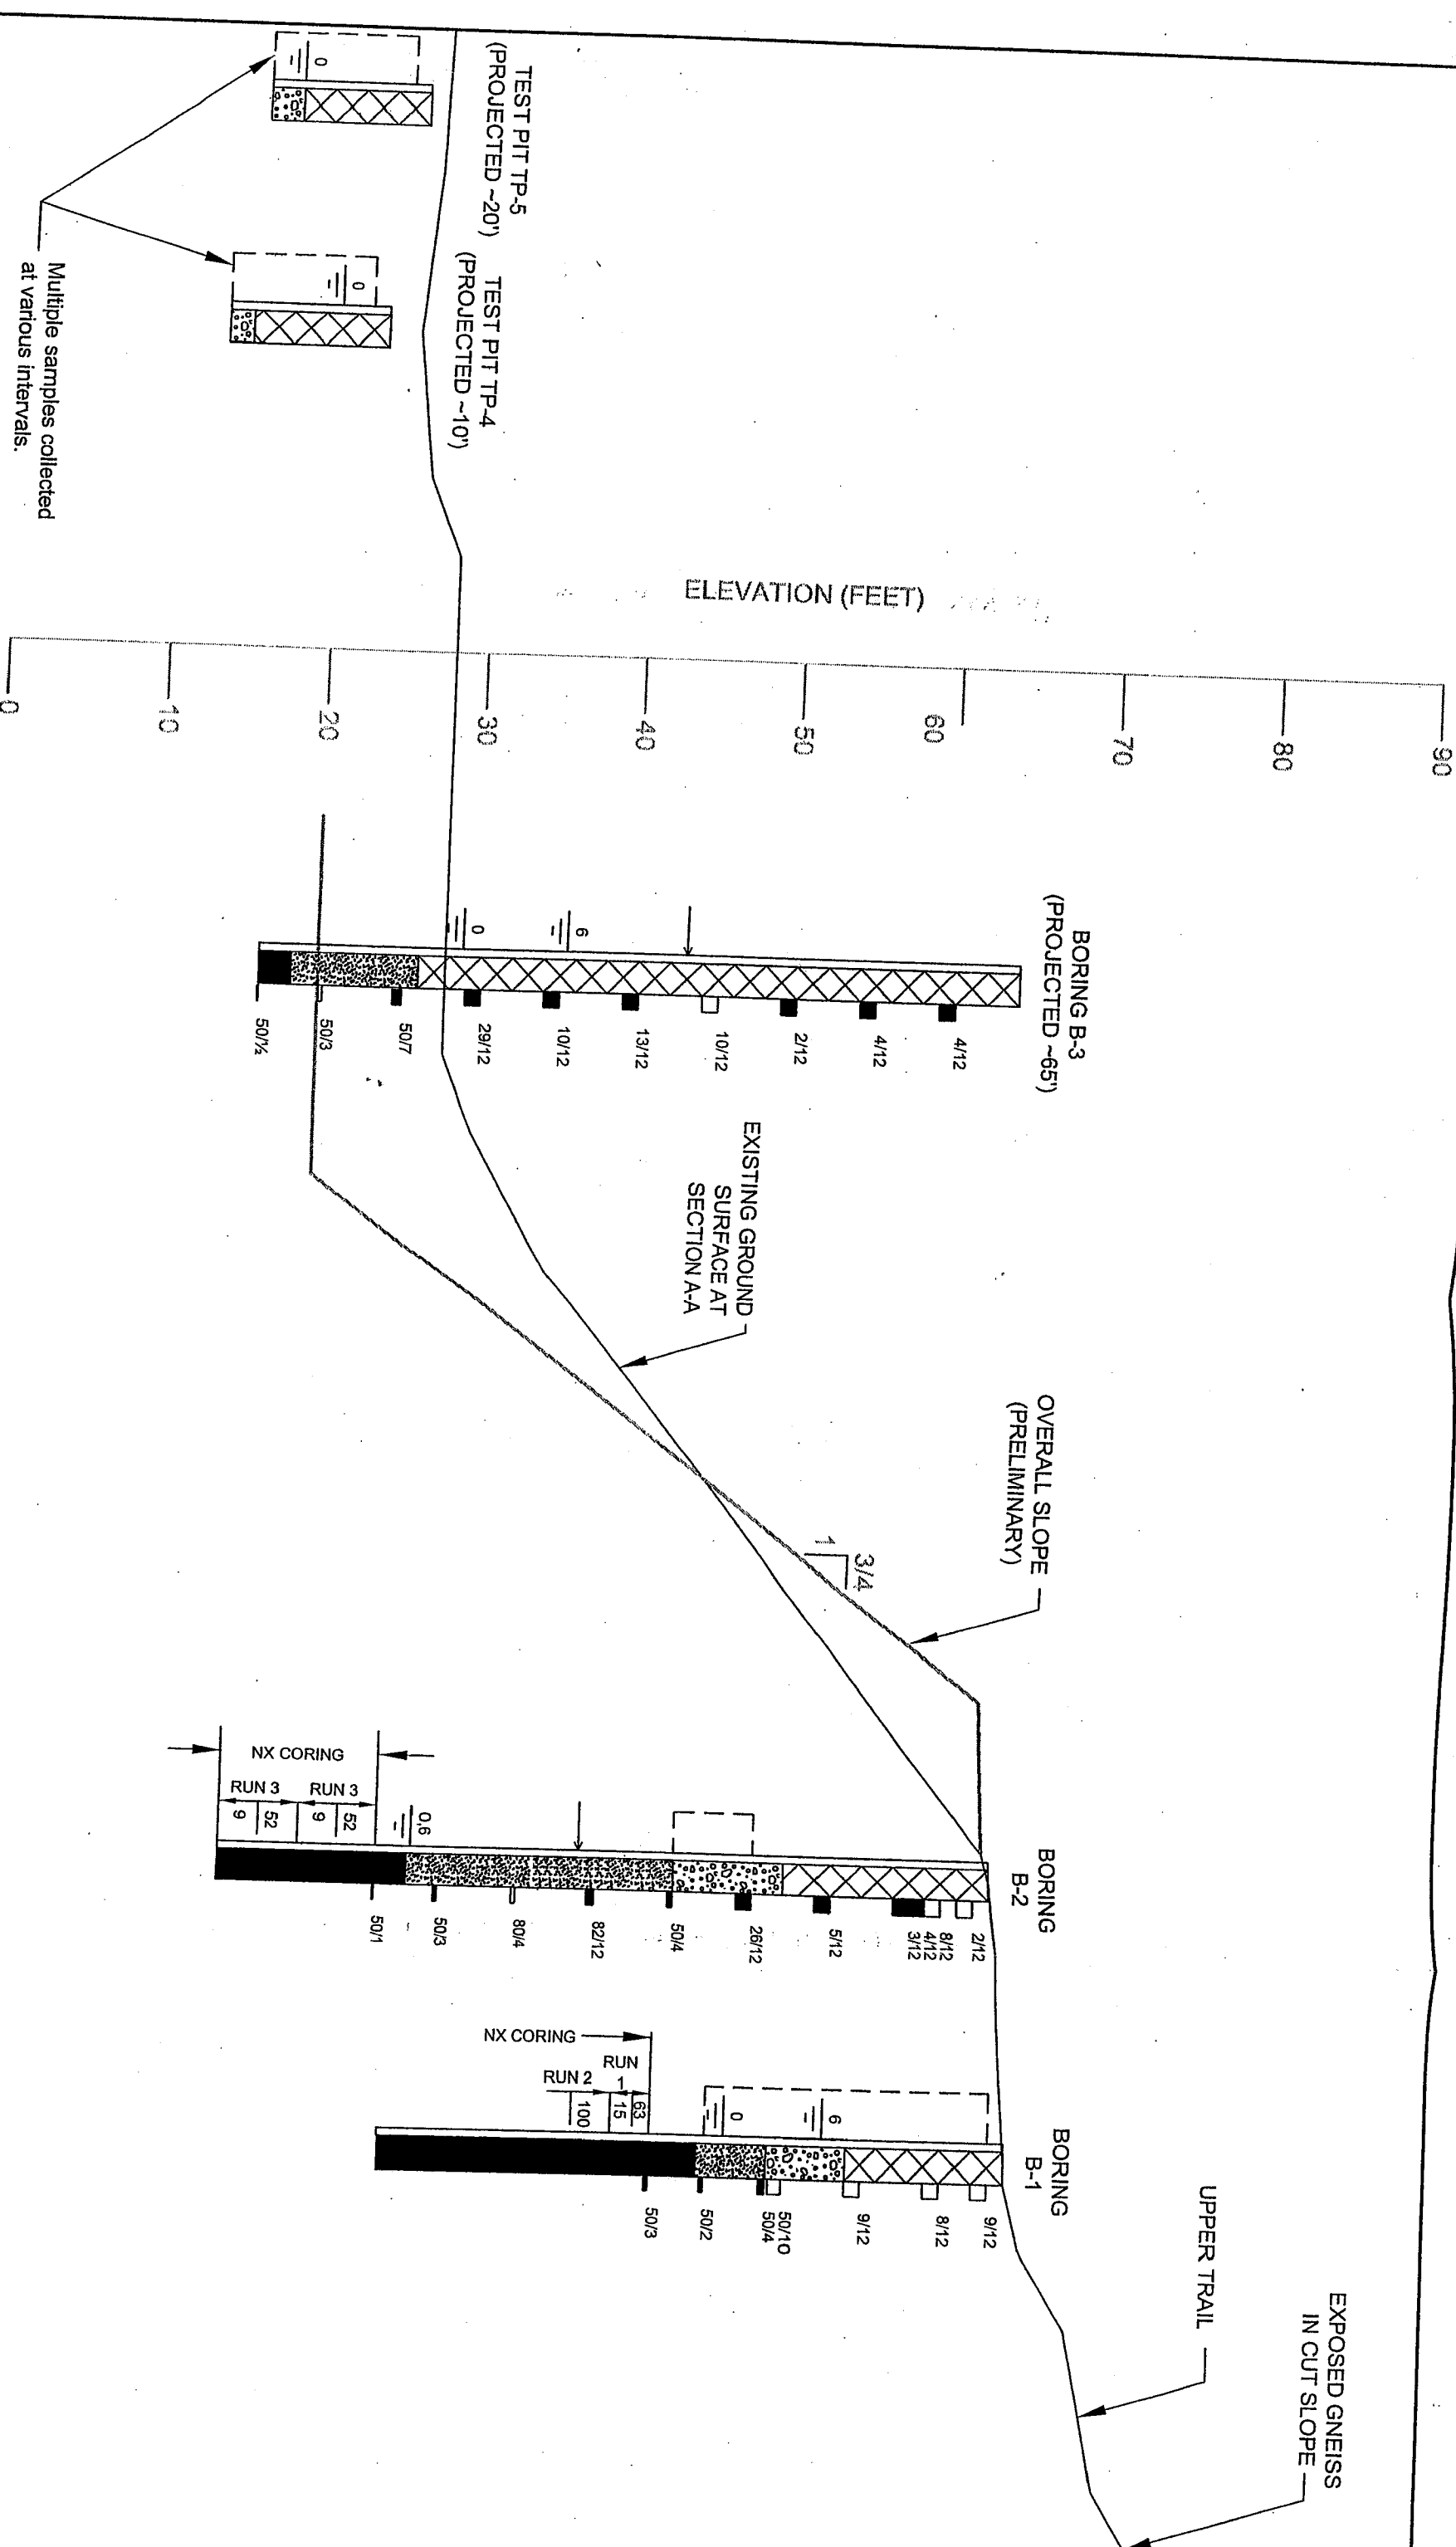 EXPOSED GNEISS
IN CUT SLOPE
UPPER TRAIL
OVERALL SLOPE
(PRELIMINARY)
3/4
1
EXISTING GROUND
SURFACE AT
SECTION A-A
ELEVATION (FEET)
90
80
70
60
50
40
30
20
10
0
TEST PIT TP-5
(PROJECTED ~20')
0
TEST PIT TP-4
(PROJECTED ~10')
0
Multiple samples collected
at various intervals.
BORING B-3
(PROJECTED ~65')
4/12
4/12
2/12
10/12
13/12
10/12
29/12
50/7
50/3
50/½
6
0
BORING
B-2
2/12
8/12
4/12
3/12
5/12
26/12
50/4
82/12
80/4
50/3
50/1
0,6
NX CORING
RUN 3
RUN 3
52
9
52
9
BORING
B-1
9/12
8/12
9/12
50/10
50/4
50/2
50/3
6
0
NX CORING
RUN
1
RUN 2
63
15
100